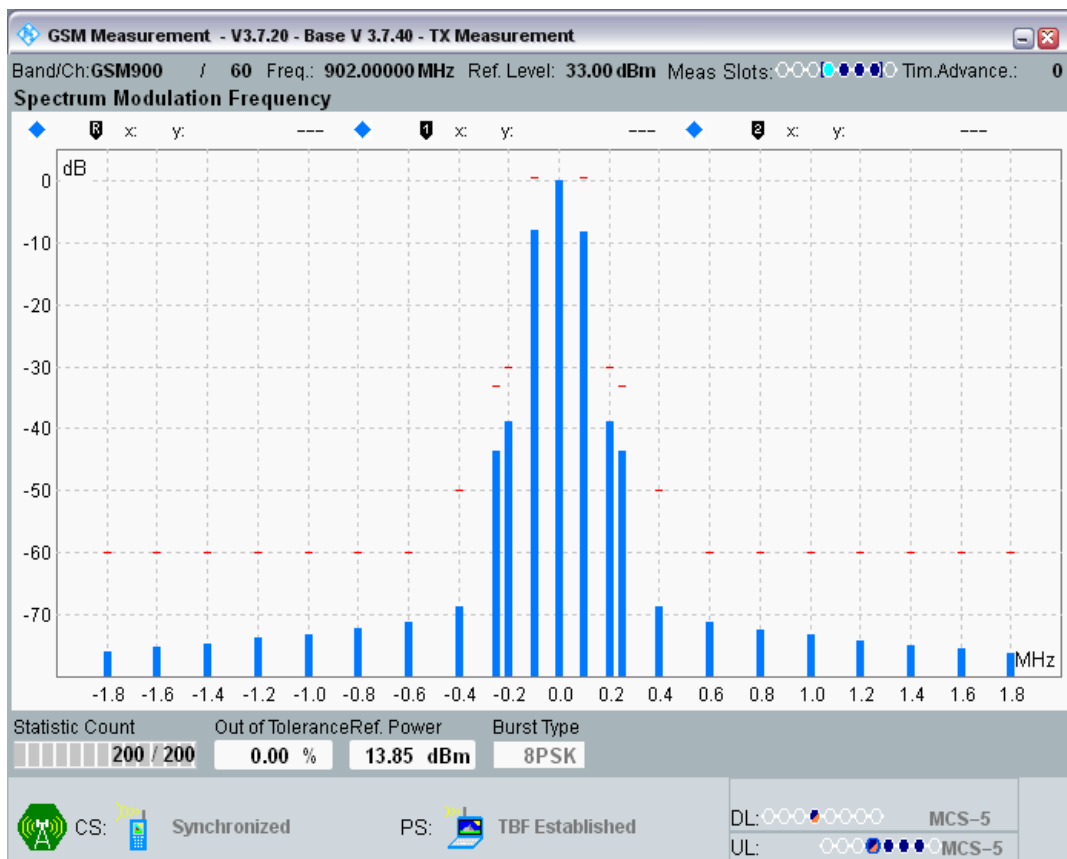 GSM Measurement - V3.7.20 - Base V 3.7.40 - TX Measurement
Band/Ch:GSM900 / 60 Freq.: 902.00000 MHz Ref. Level: 33.00 dBm Meas Slots: Tim.Advance.: 0
Spectrum Modulation Frequency
R x: y: --- 1 x: y: --- 2 x: y: ---
dB
0
-10
-20
-30
-40
-50
-60
-70
MHz
-1.8 -1.6 -1.4 -1.2 -1.0 -0.8 -0.6 -0.4 -0.2 0.0 0.2 0.4 0.6 0.8 1.0 1.2 1.4 1.6 1.8
Statistic Count Out of Tolerance Ref. Power Burst Type
200 / 200 0.00 % 13.85 dBm 8PSK
CS: Synchronized PS: TBF Established
DL: MCS-5
UL: MCS-5